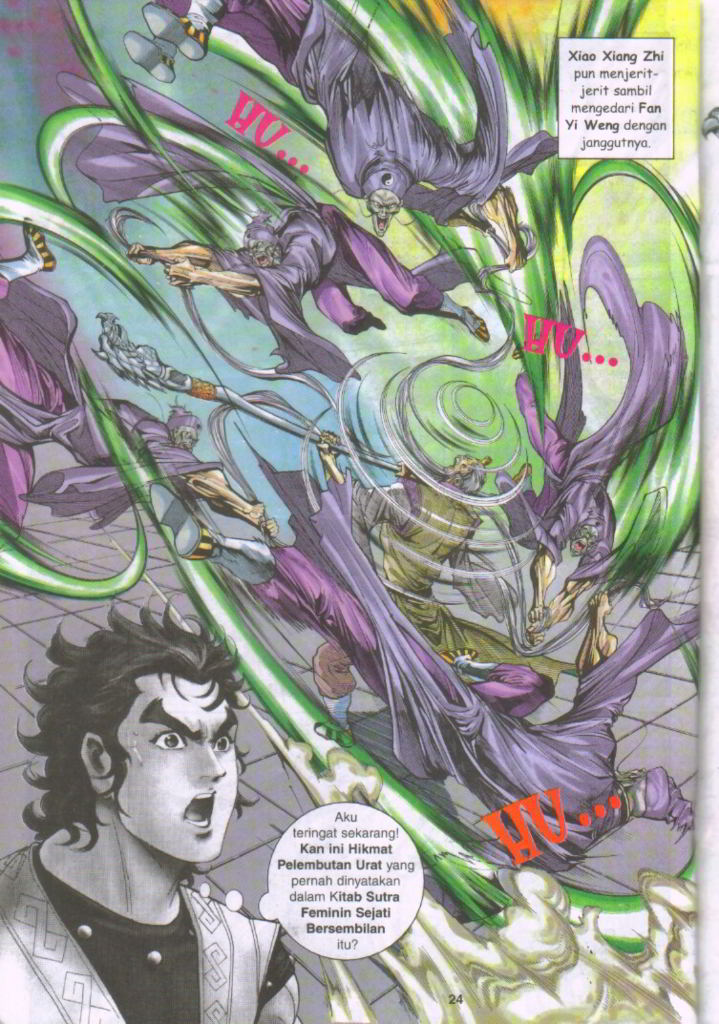 Xiao Xiang Zhi
pun menjerit-
jerit sambil
mengedari Fan
Yi Weng dengan
janggutnya.
HU...
HU...
HU...
Aku
teringat sekarang!
Kan ini Hikmat
Pelembutan Urat yang
pernah dinyatakan
dalam Kitab Sutra
Feminin Sejati
Bersembilan
itu?
24